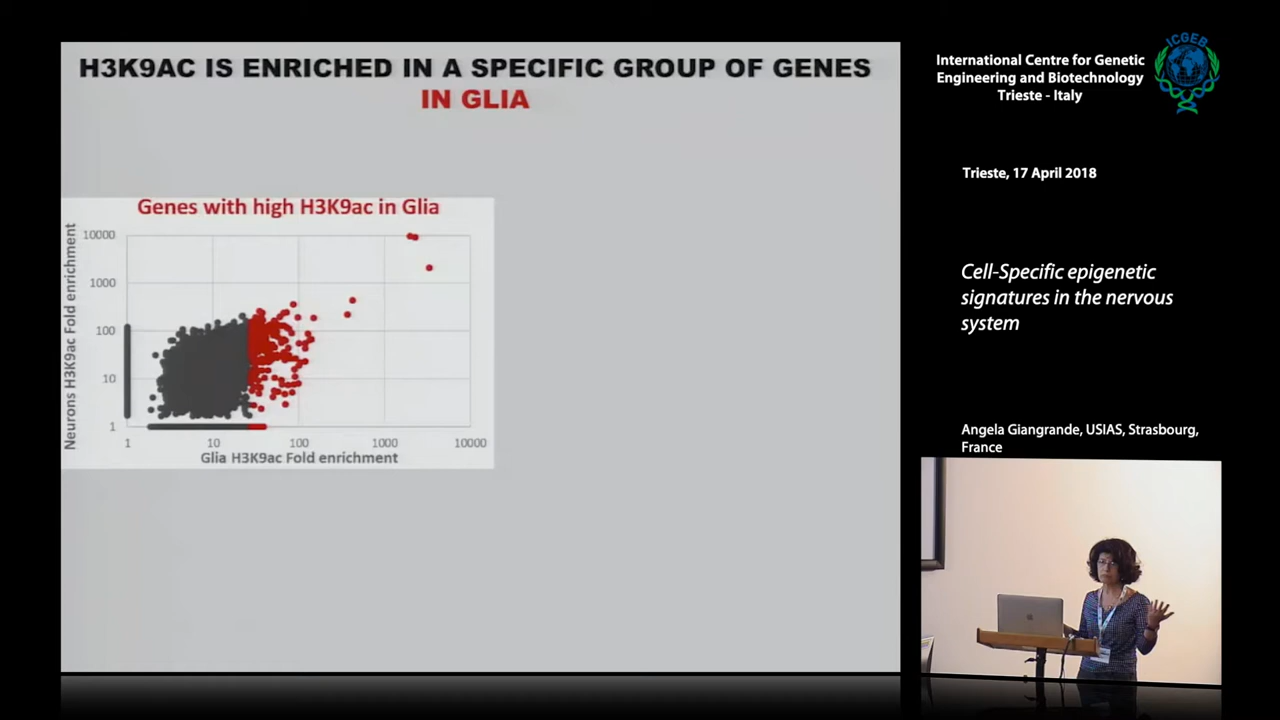 H3K9AC IS ENRICHED IN A SPECIFIC GROUP OF GENES
IN GLIA
Genes with high H3K9ac in Glia
Neurons H3K9ac Fold enrichment
10000
1000
100
10
1
1 10 100 1000 10000
Glia H3K9ac Fold enrichment
International Centre for Genetic
Engineering and Biotechnology
Trieste - Italy
ICGEB
Trieste, 17 April 2018
Cell-Specific epigenetic
signatures in the nervous
system
Angela Giangrande, USIAS, Strasbourg,
France